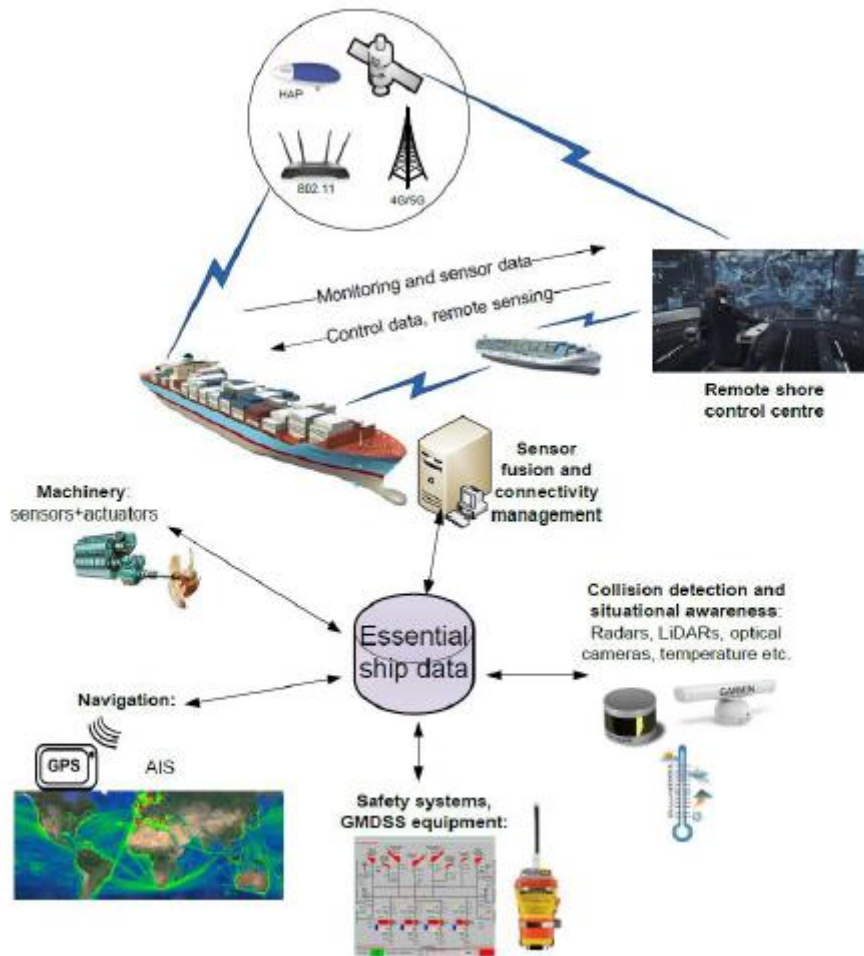 HAP
802.11
4G/5G
Monitoring and sensor data
Control data, remote sensing
Remote shore
control centre
Sensor
fusion and
connectivity
management
Machinery:
sensors+actuators
Essential
ship data
Collision detection and
situational awareness:
Radars, LiDARs, optical
cameras, temperature etc.
GARMIN
Navigation:
GPS
AIS
Safety systems,
GMDSS equipment: